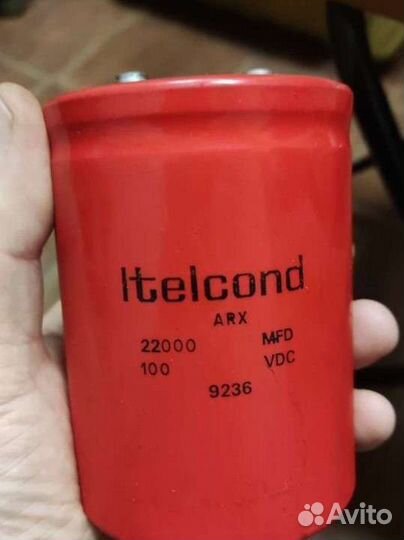 Itelcond
ARX
22000 MFD
100 VDC
9236
Avito